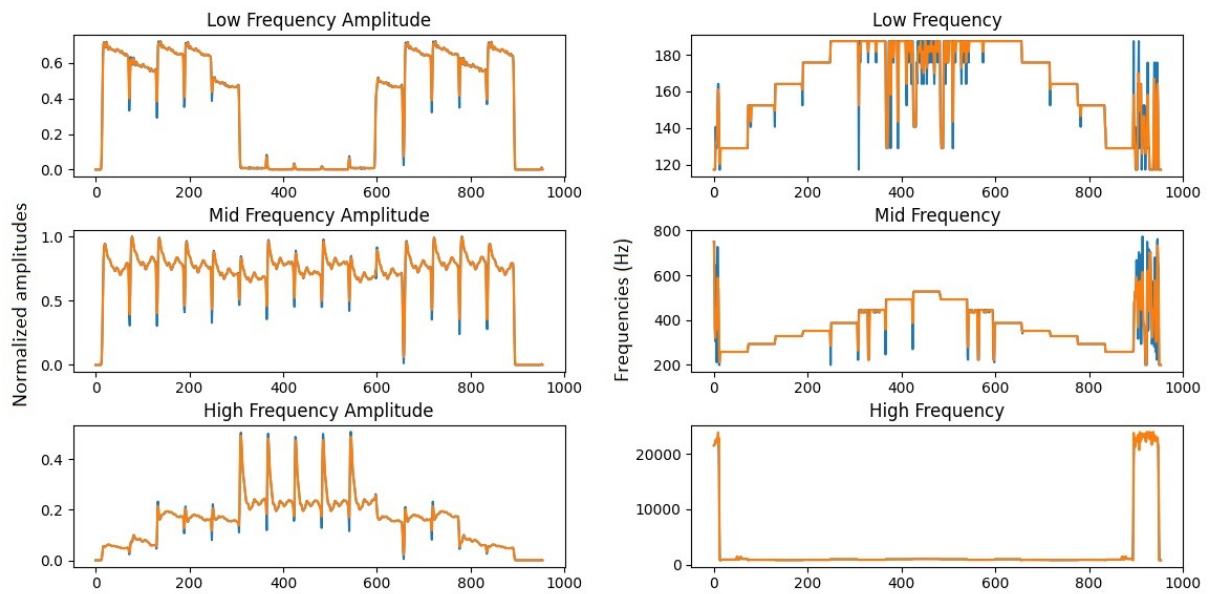 Low Frequency Amplitude
0.6
0.4
0.2
0.0
0 200 400 600 800 1000
Low Frequency
180
160
140
120
0 200 400 600 800 1000
Normalized amplitudes
Mid Frequency Amplitude
1.0
0.5
0.0
0 200 400 600 800 1000
Frequencies (Hz)
Mid Frequency
800
600
400
200
0 200 400 600 800 1000
High Frequency Amplitude
0.4
0.2
0.0
0 200 400 600 800 1000
High Frequency
20000
10000
0
0 200 400 600 800 1000